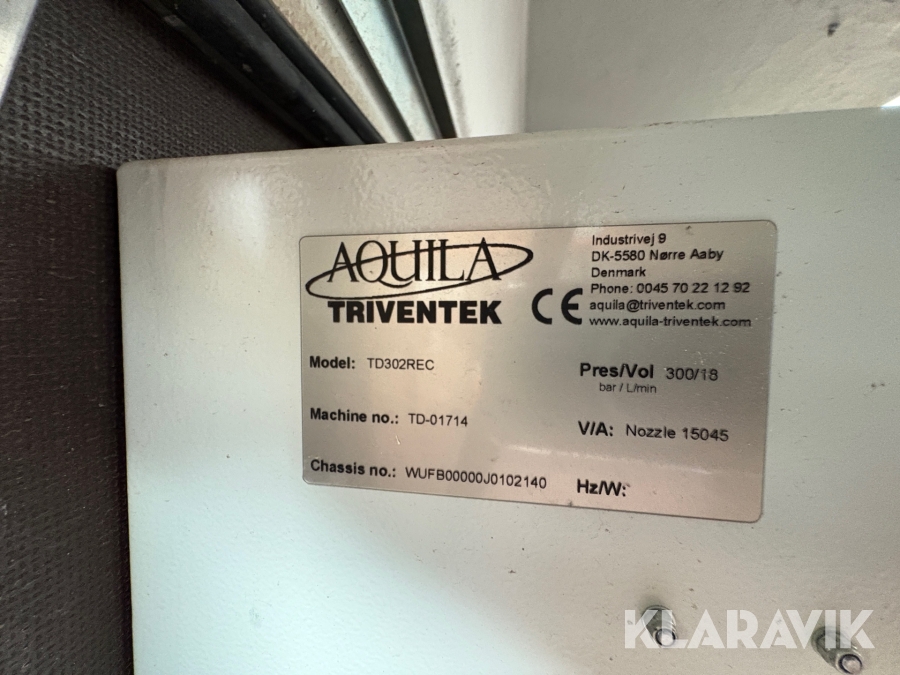 AQUILA
TRIVENTEK
CE
Industrivej 9
DK-5580 Nørre Aaby
Denmark
Phone: 0045 70 22 12 92
aquila@triventek.com
www.aquila-triventek.com
Model: TD302REC
Pres/Vol 300/18
bar / L/min
Machine no.: TD-01714
V/A: Nozzle 15045
Chassis no.: WUFB00000J0102140
Hz/W:
KLARAVIK